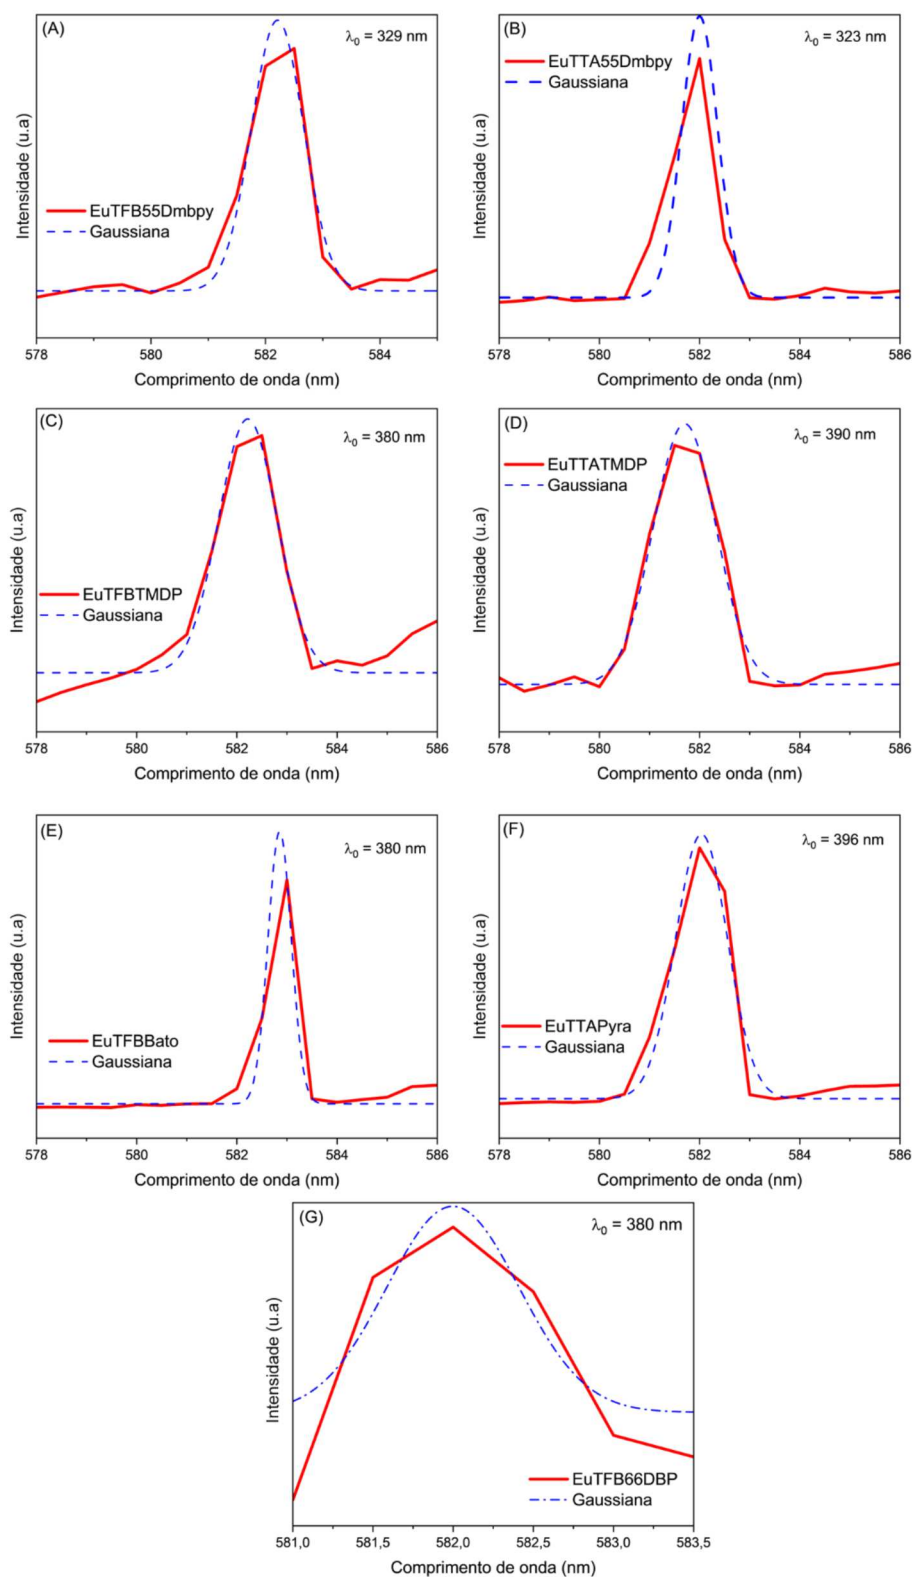 (A)
λ0 = 329 nm
EuTFB55Dmbpy
Gaussiana
Intensidade (u.a)
578 580 582 584
Comprimento de onda (nm)
(B)
λ0 = 323 nm
EuTTA55Dmbpy
Gaussiana
Intensidade (u.a)
578 580 582 584 586
Comprimento de onda (nm)
(C)
λ0 = 380 nm
EuTFBTMDP
Gaussiana
Intensidade (u.a)
578 580 582 584 586
Comprimento de onda (nm)
(D)
λ0 = 390 nm
EuTTATMDP
Gaussiana
Intensidade (u.a)
578 580 582 584 586
Comprimento de onda (nm)
(E)
λ0 = 380 nm
EuTFBBato
Gaussiana
Intensidade (u.a)
578 580 582 584 586
Comprimento de onda (nm)
(F)
λ0 = 396 nm
EuTTAPyra
Gaussiana
Intensidade (u.a)
578 580 582 584 586
Comprimento de onda (nm)
(G)
λ0 = 380 nm
EuTFB66DBP
Gaussiana
Intensidade (u.a)
581,0 581,5 582,0 582,5 583,0 583,5
Comprimento de onda (nm)